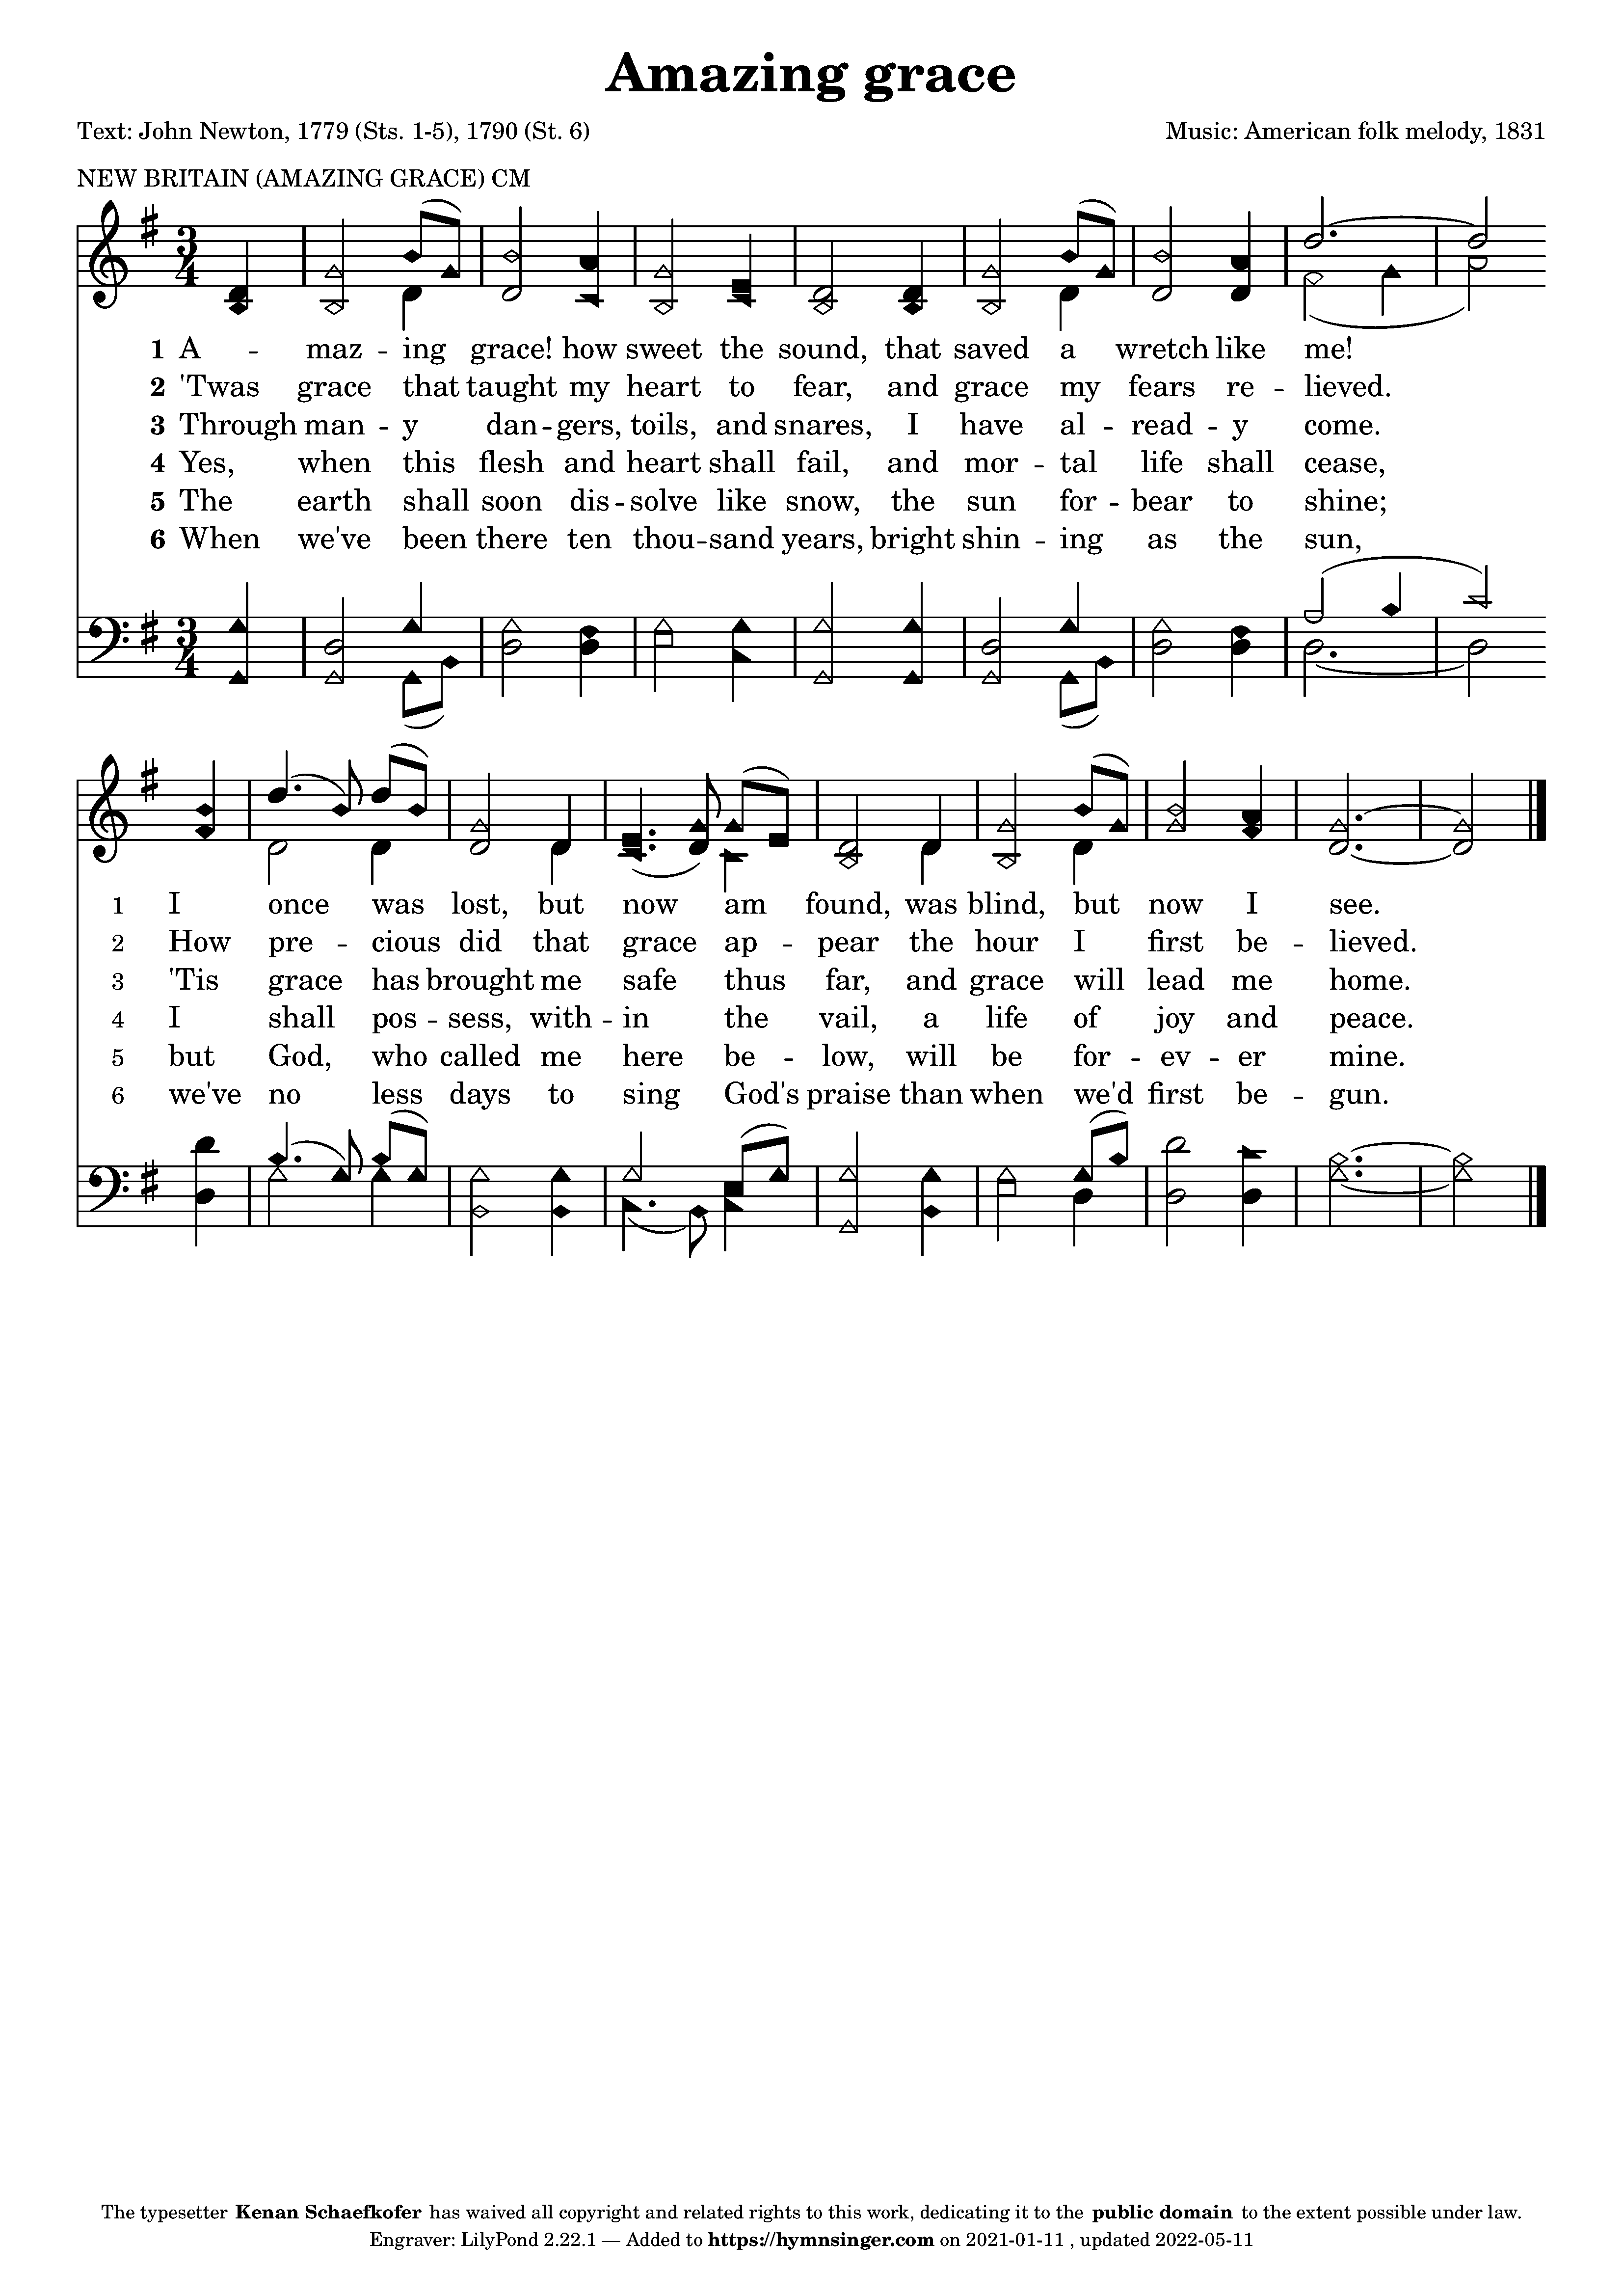 Amazing grace
Text: John Newton, 1779 (Sts. 1-5), 1790 (St. 6)
Music: American folk melody, 1831
NEW BRITAIN (AMAZING GRACE) CM
1 A - maz - ing grace! how sweet the sound, that saved a wretch like me!
2 'Twas grace that taught my heart to fear, and grace my fears re - lieved.
3 Through man - y dan - gers, toils, and snares, I have al - read - y come.
4 Yes, when this flesh and heart shall fail, and mor - tal life shall cease,
5 The earth shall soon dis - solve like snow, the sun for - bear to shine;
6 When we've been there ten thou - sand years, bright shin - ing as the sun,
1 I once was lost, but now am found, was blind, but now I see.
2 How pre - cious did that grace ap - pear the hour I first be - lieved.
3 'Tis grace has brought me safe thus far, and grace will lead me home.
4 I shall pos - sess, with - in the vail, a life of joy and peace.
5 but God, who called me here be - low, will be for - ev - er mine.
6 we've no less days to sing God's praise than when we'd first be - gun.
The typesetter Kenan Schaefkofer has waived all copyright and related rights to this work, dedicating it to the public domain to the extent possible under law.
Engraver: LilyPond 2.22.1 — Added to https://hymnsinger.com on 2021-01-11 , updated 2022-05-11